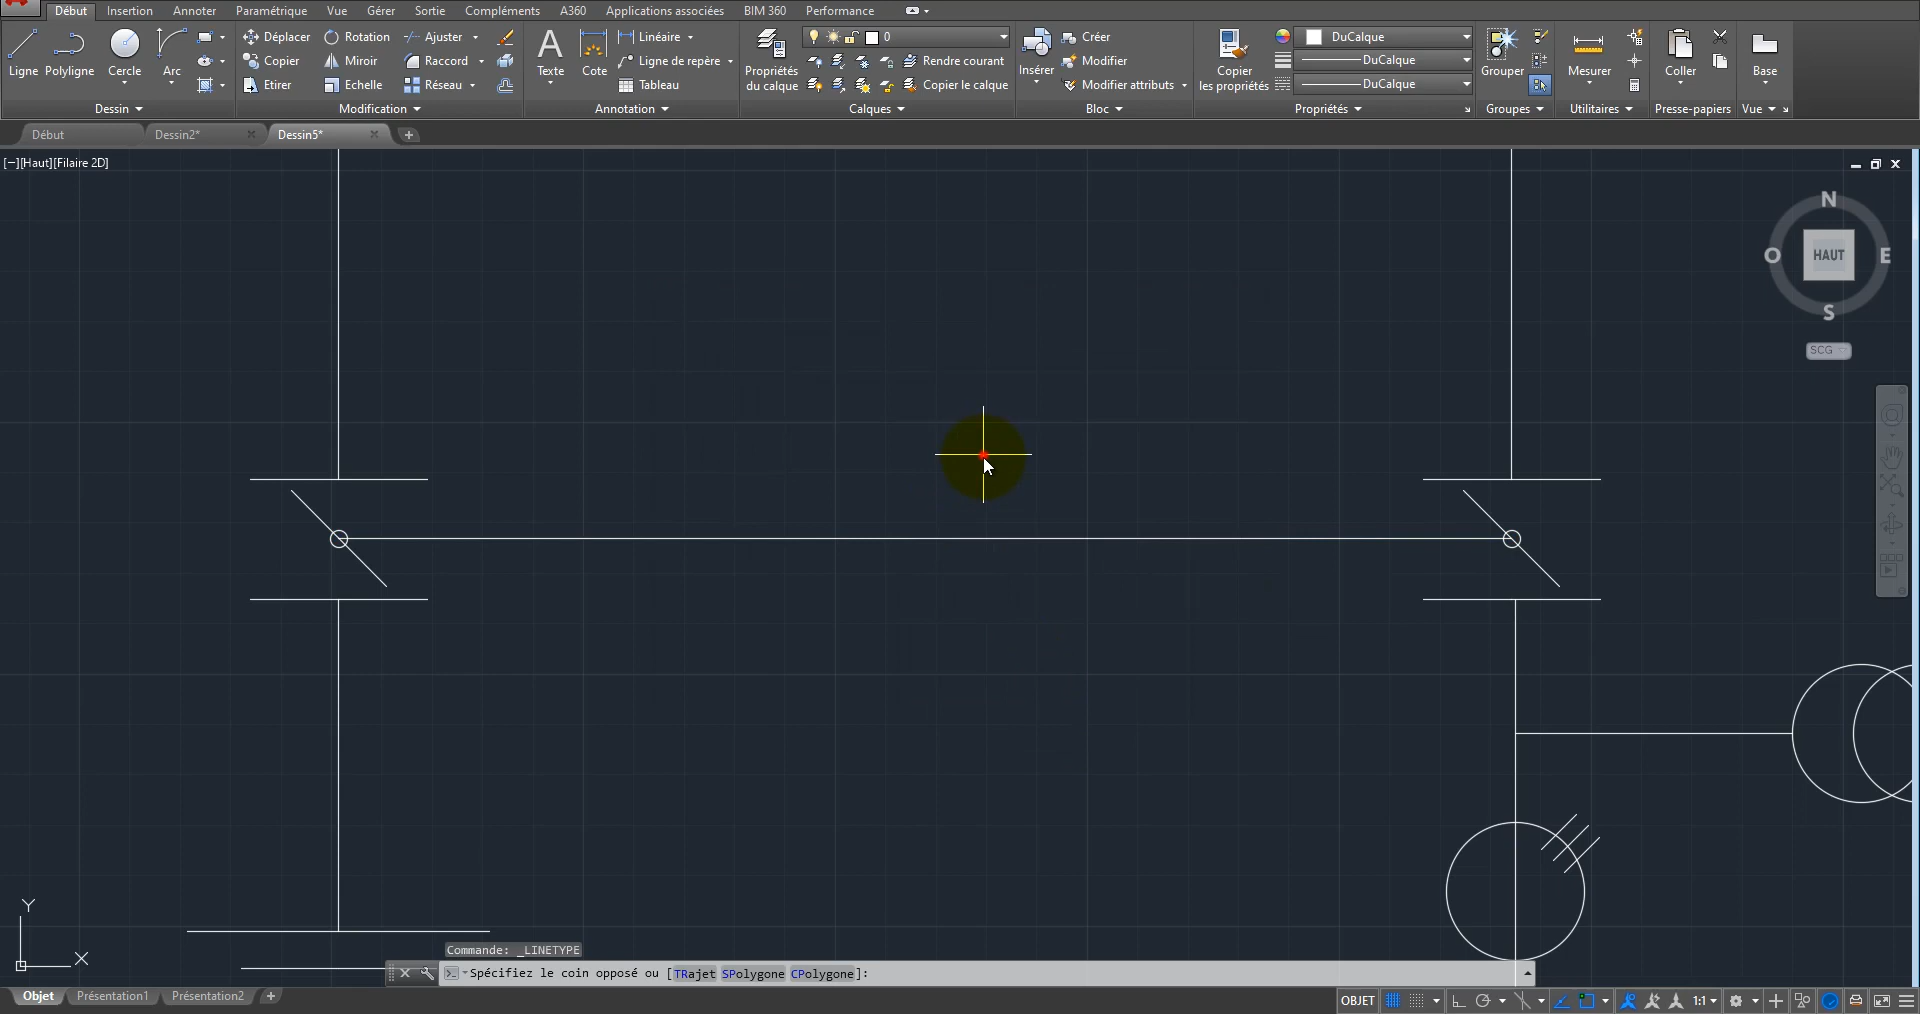 Début Insertion Annoter Paramétrique Vue Gérer Sortie Compléments A360 Applications associées BIM 360 Performance
Ligne Polyligne Cercle Arc
Dessin
Déplacer Rotation Ajuster
Copier Miroir Raccord
Etirer Echelle Réseau
Modification
A Texte Cote
Linéaire
Ligne de repère
Tableau
Annotation
Propriétés du calque
0
Rendre courant
Copier le calque
Calques
Insérer
Créer
Modifier
Modifier attributs
Bloc
Copier les propriétés
DuCalque
DuCalque
DuCalque
Propriétés
Grouper
Groupes
Mesurer
Utilitaires
Coller
Presse-papiers
Base
Vue
Début Dessin2* Dessin5*
[−][Haut][Filaire 2D]
N
O HAUT E
S
SCG
Y
X
Commande: _LINETYPE
Spécifiez le coin opposé ou [TRajet SPolygone CPolygone]:
Objet Présentation1 Présentation2 +
OBJET 1:1